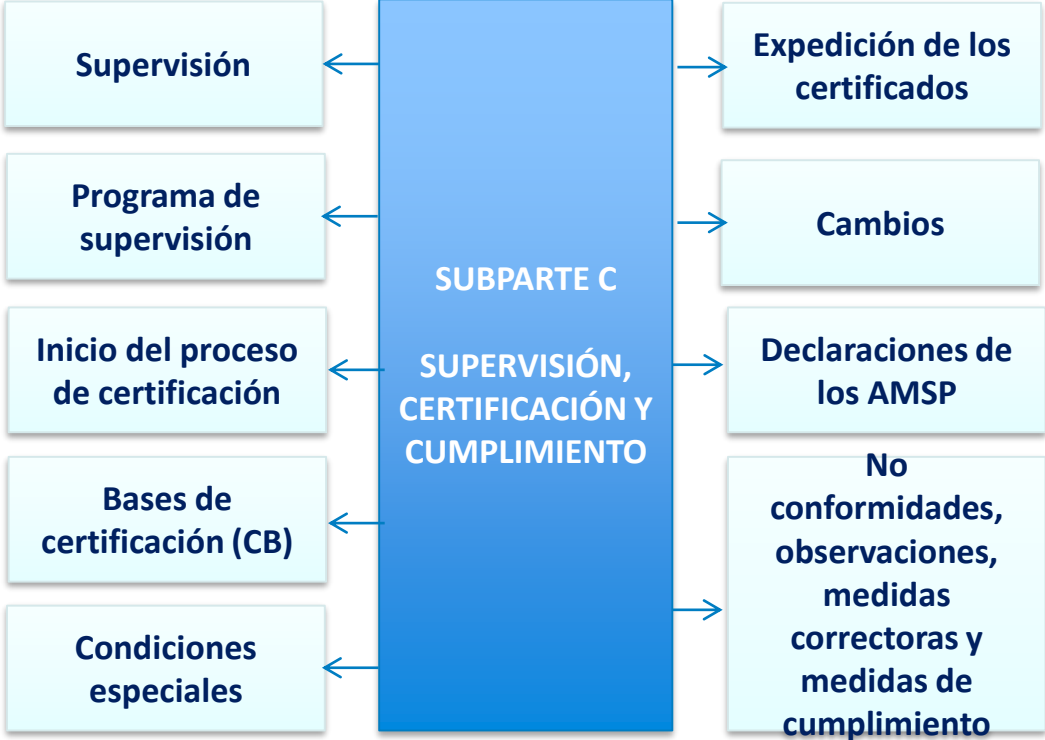 Supervisión
Programa de
supervisión
Inicio del proceso
de certificación
Bases de
certificación (CB)
Condiciones
especiales
SUBPARTE C
SUPERVISIÓN,
CERTIFICACIÓN Y
CUMPLIMIENTO
Expedición de los
certificados
Cambios
Declaraciones de
los AMSP
No
conformidades,
observaciones,
medidas
correctoras y
medidas de
cumplimiento